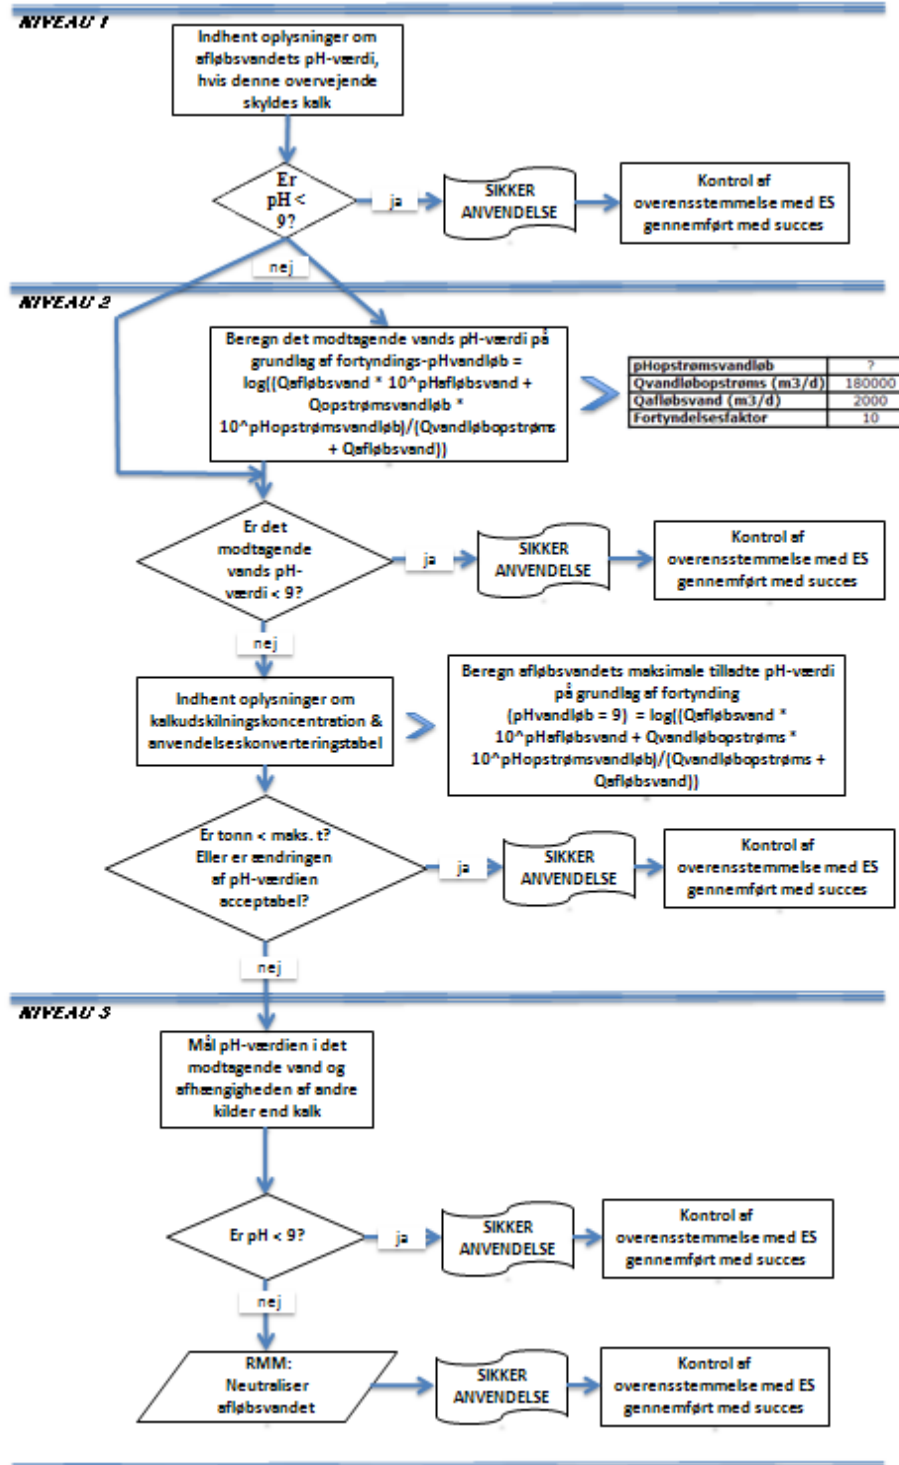 NIVEAU 1
Indhent oplysninger om
afløbsvandets pH-værdi,
hvis denne overvejende
skyldes kalk
Er
pH <
9?
ja
SIKKER
ANVENDELSE
Kontrol af
overensstemmelse med ES
gennemført med succes
nej
NIVEAU 2
Beregn det modtagende vands pH-værdi på
grundlag af fortyndings-pHvandløb =
log((Qafløbsvand * 10^pHafløbsvand +
Qopstrømsvandløb *
10^pHopstrømsvandløb)/(Qvandløbopstrøms
+ Qafløbsvand))
pHopstrømsvandløb ?
Qvandløbopstrøms (m3/d) 180000
Qafløbsvand (m3/d) 2000
Fortyndelsesfaktor 10
Er det
modtagende
vands pH-
værdi < 9?
ja
SIKKER
ANVENDELSE
Kontrol af
overensstemmelse med ES
gennemført med succes
nej
Indhent oplysninger om
kalkudskilningskoncentration &
anvendelseskonverteringstabel
Beregn afløbsvandets maksimale tilladte pH-værdi
på grundlag af fortynding
(pHvandløb = 9) = log((Qafløbsvand *
10^pHafløbsvand + Qvandløbopstrøms *
10^pHopstrømsvandløb)/(Qvandløbopstrøms +
Qafløbsvand))
Er tonn < maks. t?
Eller er ændringen
af pH-værdien
acceptabel?
ja
SIKKER
ANVENDELSE
Kontrol af
overensstemmelse med ES
gennemført med succes
nej
NIVEAU 3
Mål pH-værdien i det
modtagende vand og
afhængigheden af andre
kilder end kalk
Er pH < 9?
ja
SIKKER
ANVENDELSE
Kontrol af
overensstemmelse med ES
gennemført med succes
nej
RMM:
Neutraliser
afløbsvandet
SIKKER
ANVENDELSE
Kontrol af
overensstemmelse med ES
gennemført med succes